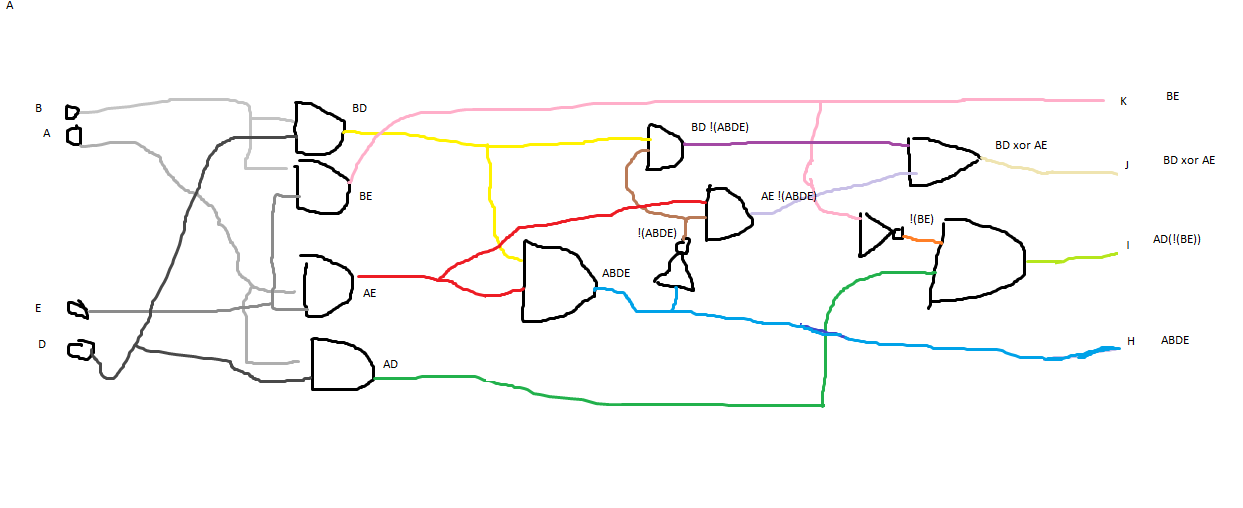 A
B
A
E
D
BD
BE
AE
AD
ABDE
!(ABDE)
BD !(ABDE)
AE !(ABDE)
!(BE)
BD xor AE
K BE
J BD xor AE
I AD(!(BE))
H ABDE